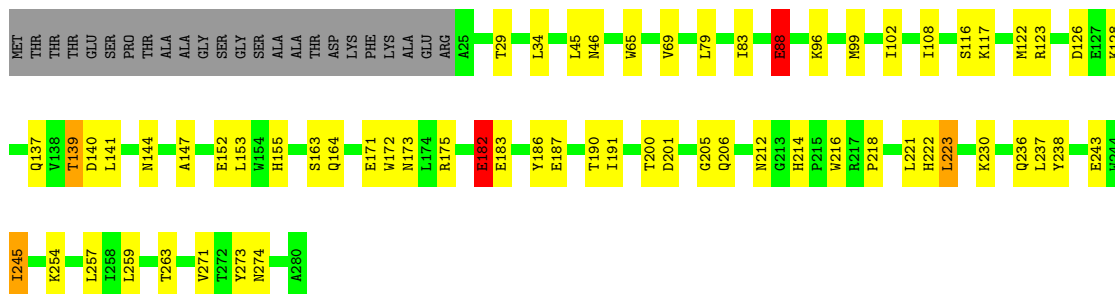 MET THR THR THR GLU SER PRO THR ALA ALA GLY SER GLY SER ALA ALA THR ASP LYS PHE LYS ALA GLU ARG A25 T29 L34 L45 N46 W65 V69 L79 I83 E88 K96 M99 I102 I108 S116 K117 M122 R123 D126 E127 K128
Q137 V138 T139 D140 L141 N144 A147 E152 L153 W154 H155 S163 Q164 E171 W172 N173 L174 R175 E182 E183 Y186 E187 T190 I191 T200 D201 G205 Q206 N212 G213 H214 P215 W216 R217 P218 L221 H222 L223 K230 Q236 L237 Y238 E243 W244
I245 K254 L257 I258 L259 T263 V271 T272 Y273 N274 A280